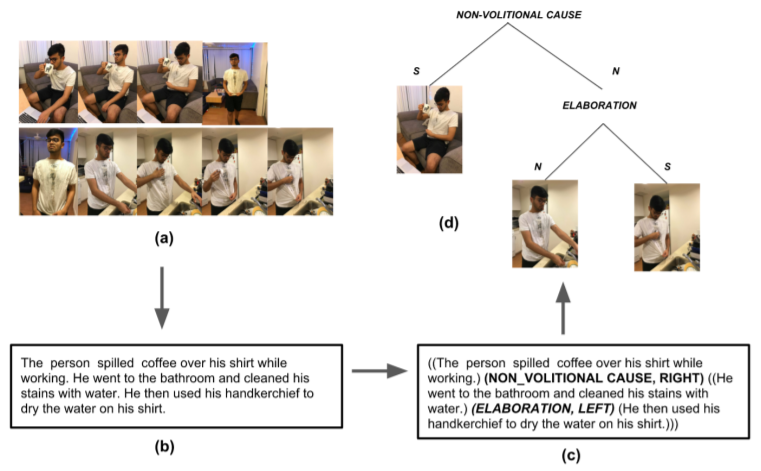 NON-VOLITIONAL CAUSE
S
N
ELABORATION
N
S
(a)
(d)
The person spilled coffee over his shirt while
working. He went to the bathroom and cleaned his
stains with water. He then used his handkerchief to
dry the water on his shirt.
(b)
((The person spilled coffee over his shirt while
working.) (NON_VOLITIONAL CAUSE, RIGHT) ((He
went to the bathroom and cleaned his stains with
water.) (ELABORATION, LEFT) (He then used his
handkerchief to dry the water on his shirt.)))
(c)